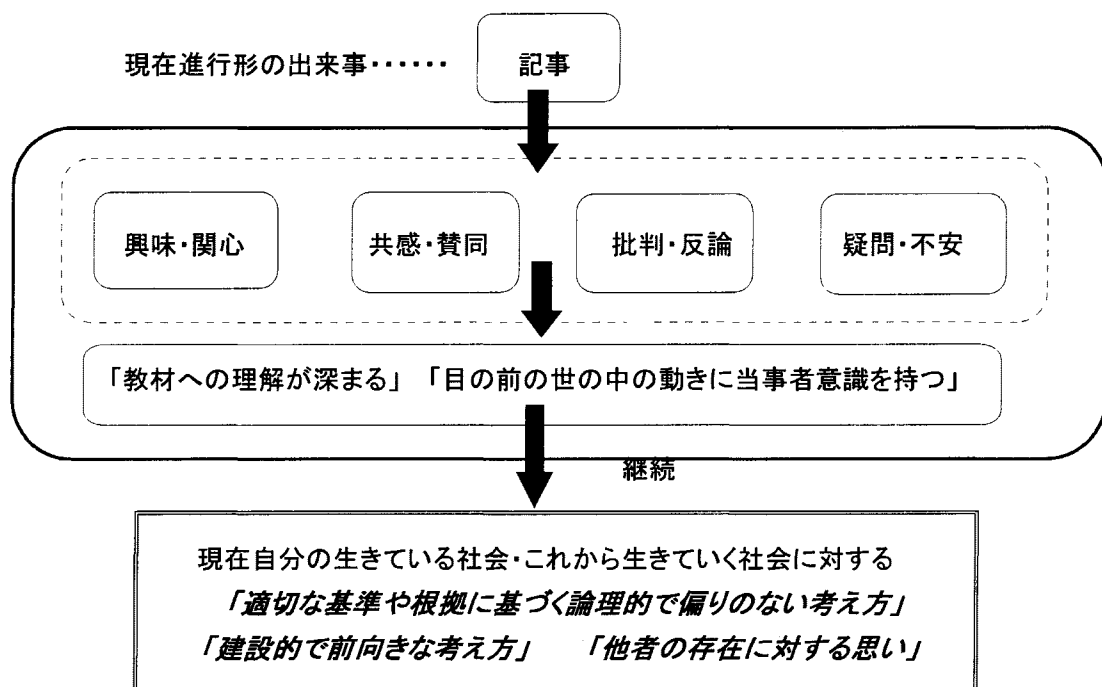 現在進行形の出来事‥‥‥ 記事
興味・関心 共感・賛同 批判・反論 疑問・不安
「教材への理解が深まる」 「目の前の世の中の動きに当事者意識を持つ」
継続
現在自分の生きている社会・これから生きていく社会に対する
「適切な基準や根拠に基づく論理的で偏りのない考え方」
「建設的で前向きな考え方」 「他者の存在に対する思い」